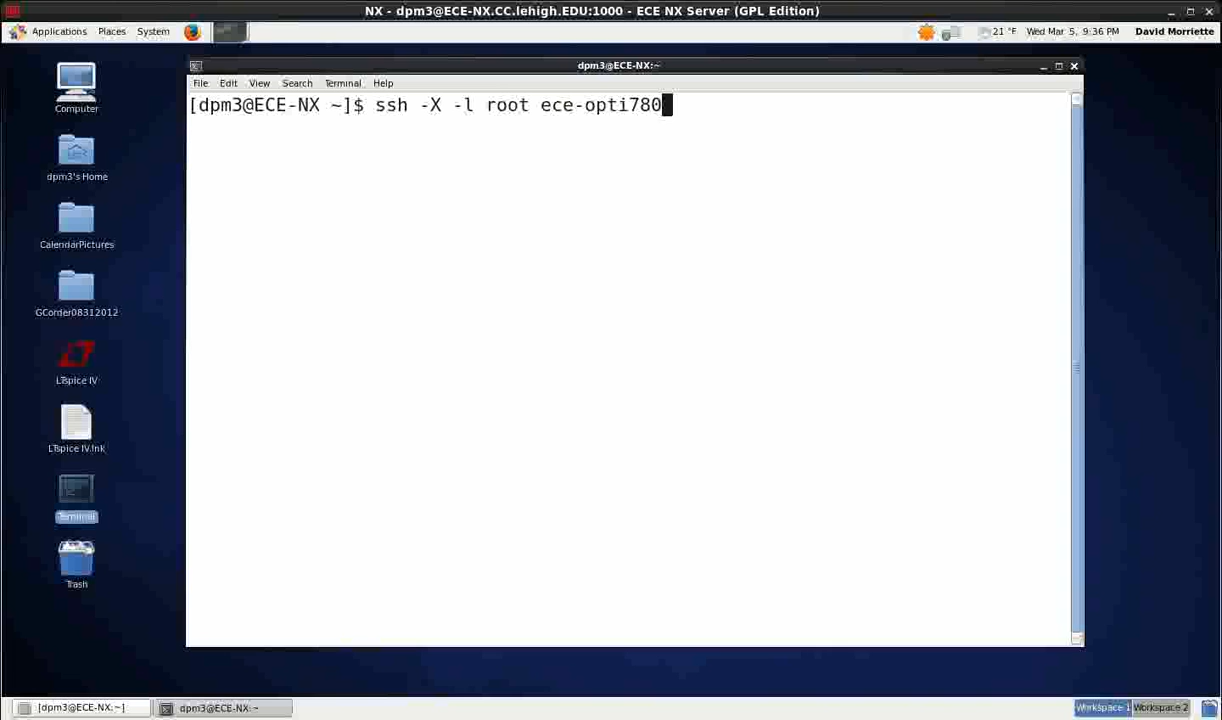 NX - dpm3@ECE-NX.CC.lehigh.EDU:1000 - ECE NX Server (GPL Edition)
Applications Places System 21 °F Wed Mar 5, 9:36 PM David Morriette
dpm3@ECE-NX:~
File Edit View Search Terminal Help
[dpm3@ECE-NX ~]$ ssh -X -l root ece-opti780
Computer
dpm3's Home
CalendarPictures
GCorder08312012
LTspice IV
LTspice IV.lnk
Terminal
Trash
[dpm3@ECE-NX:~] dpm3@ECE-NX:~ Workspace 1 Workspace 2